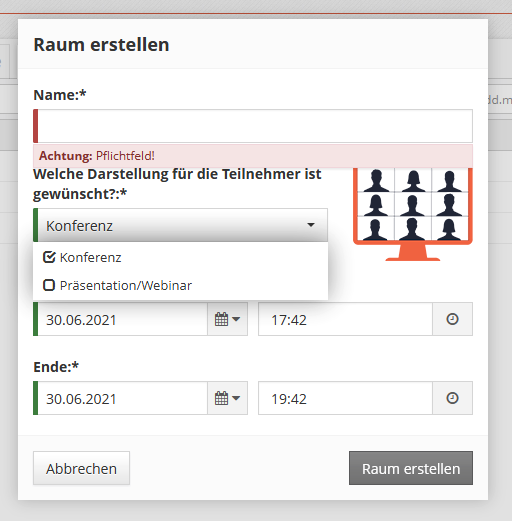 Raum erstellen
Name:*
dd.m
Achtung: Pflichtfeld!
Welche Darstellung für die Teilnehmer ist
gewünscht?:*
Konferenz
Konferenz
Präsentation/Webinar
30.06.2021 17:42
Ende:*
30.06.2021 19:42
Abbrechen Raum erstellen